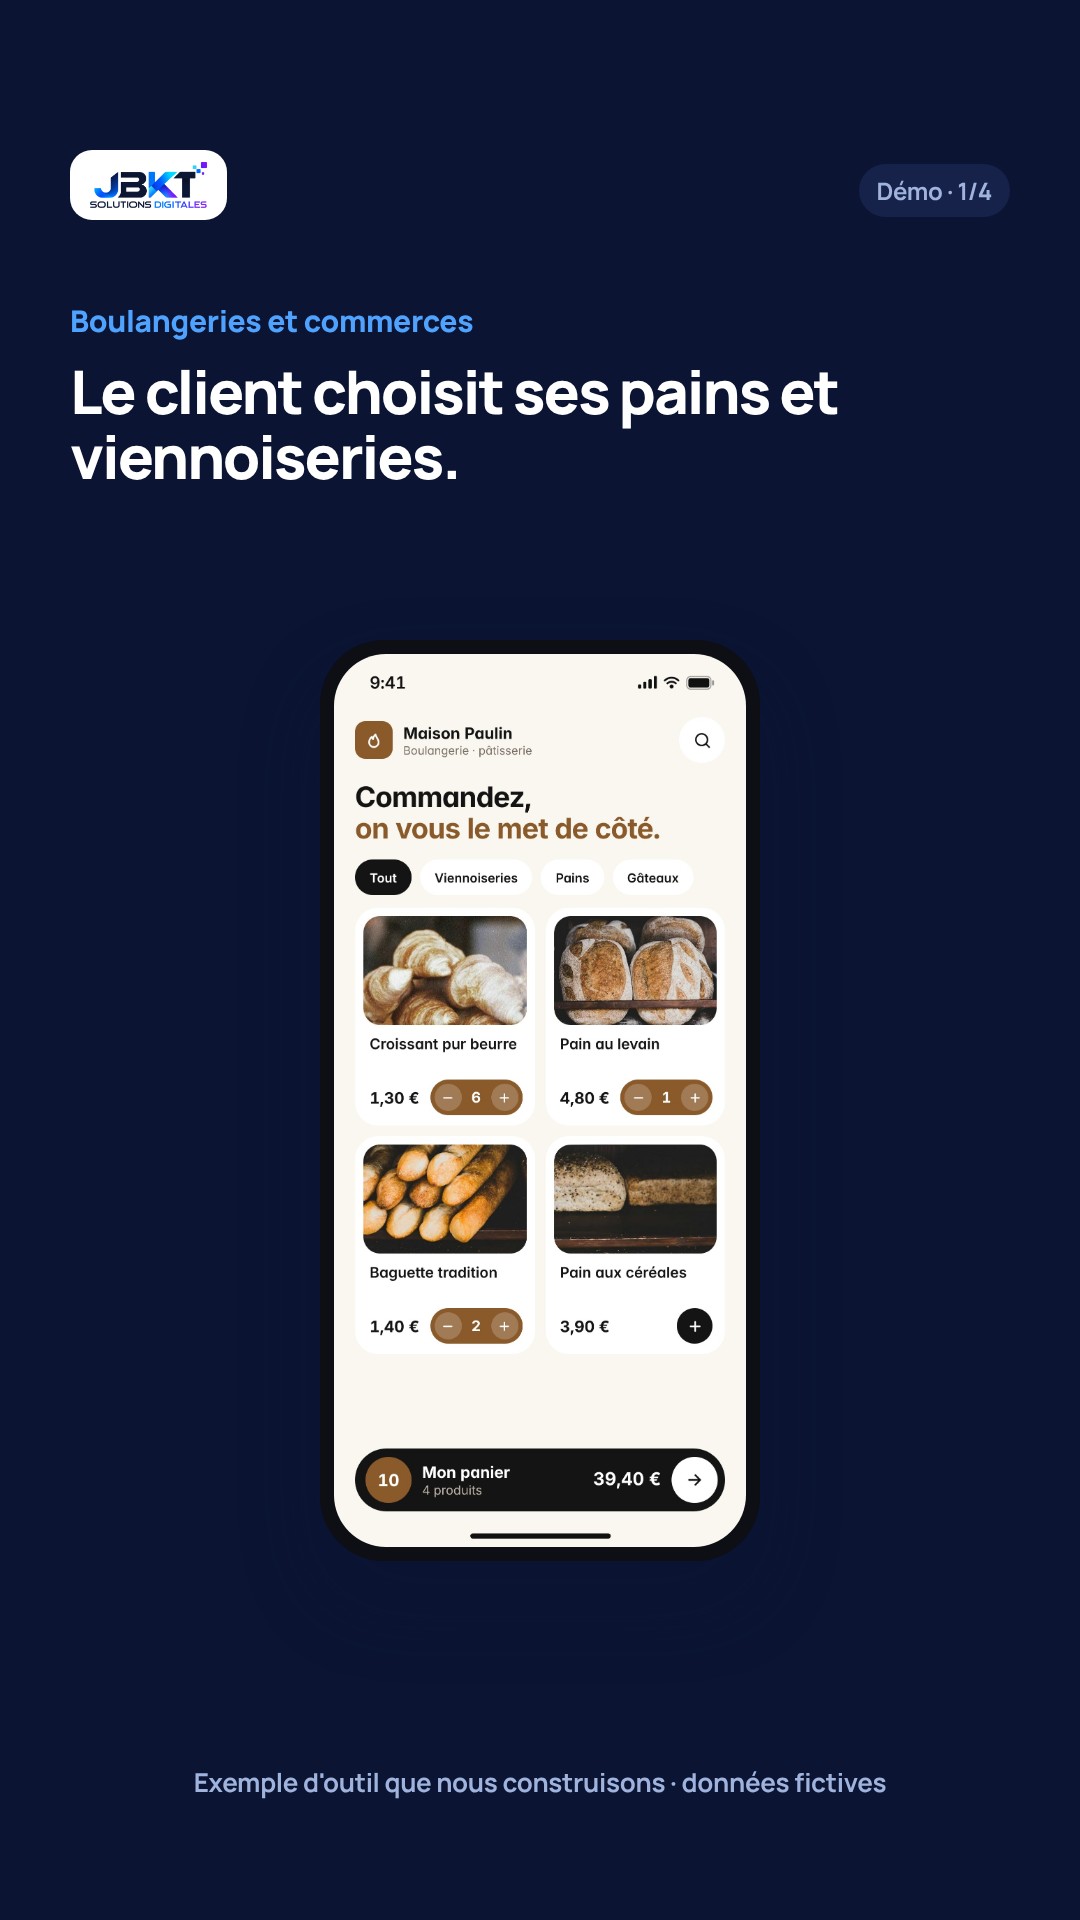 JBKT
SOLUTIONS DIGITALES
Démo · 1/4
Boulangeries et commerces
Le client choisit ses pains et
viennoiseries.
9:41
Maison Paulin
Boulangerie · pâtisserie
Commandez,
on vous le met de côté.
Tout Viennoiseries Pains Gâteaux
Croissant pur beurre
1,30 € − 6 +
Pain au levain
4,80 € − 1 +
Baguette tradition
1,40 € − 2 +
Pain aux céréales
3,90 € +
10 Mon panier 39,40 € →
4 produits
Exemple d'outil que nous construisons · données fictives